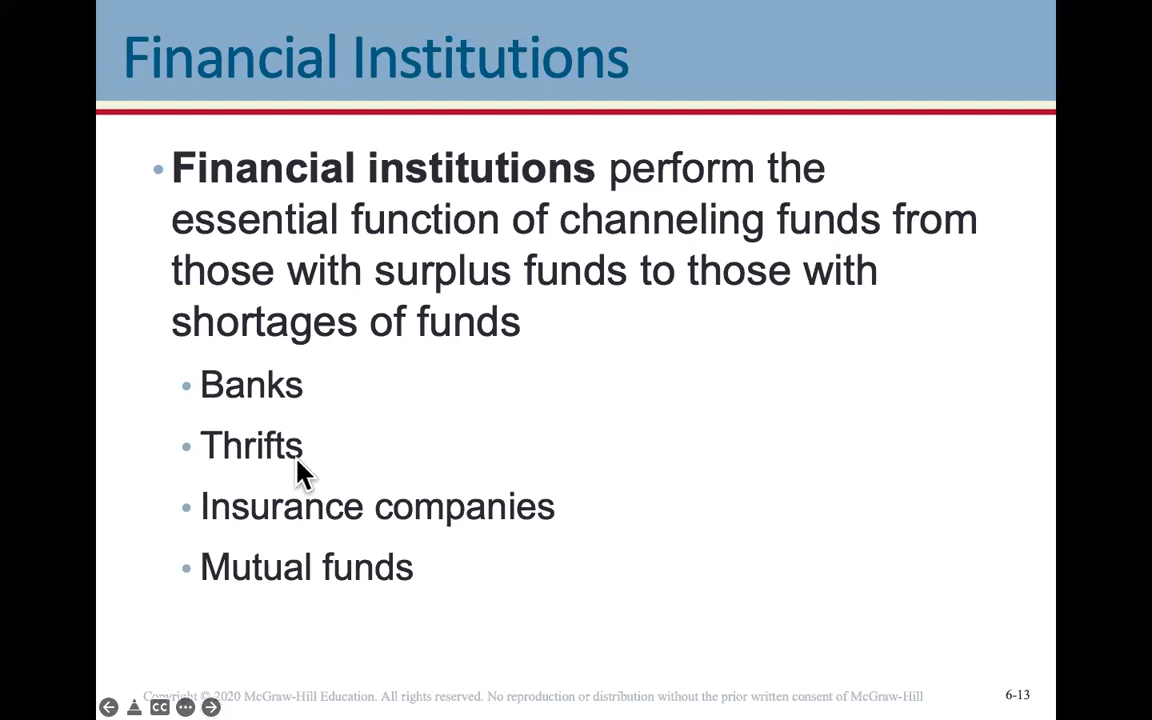 Financial Institutions
• Financial institutions perform the
essential function of channeling funds from
those with surplus funds to those with
shortages of funds
• Banks
• Thrifts
• Insurance companies
• Mutual funds
Copyright © 2020 McGraw-Hill Education. All rights reserved. No reproduction or distribution without the prior written consent of McGraw-Hill
6-13
CC